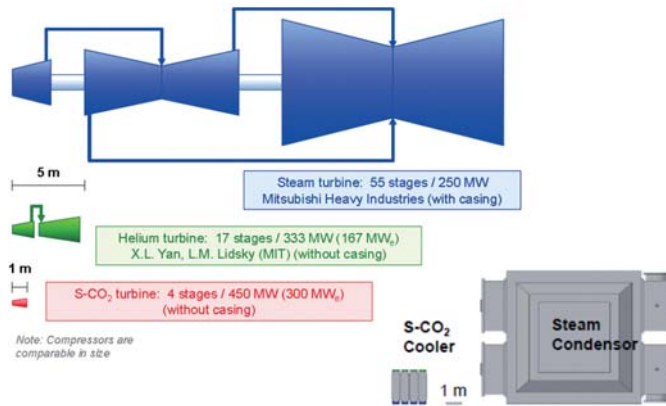 5 m
Steam turbine: 55 stages / 250 MW
Mitsubishi Heavy Industries (with casing)
Helium turbine: 17 stages / 333 MW (167 MWₑ)
X.L. Yan, L.M. Lidsky (MIT) (without casing)
1 m
S-CO₂ turbine: 4 stages / 450 MW (300 MWₑ)
(without casing)
Note: Compressors are
comparable in size
S-CO₂
Cooler
Steam
Condensor
1 m